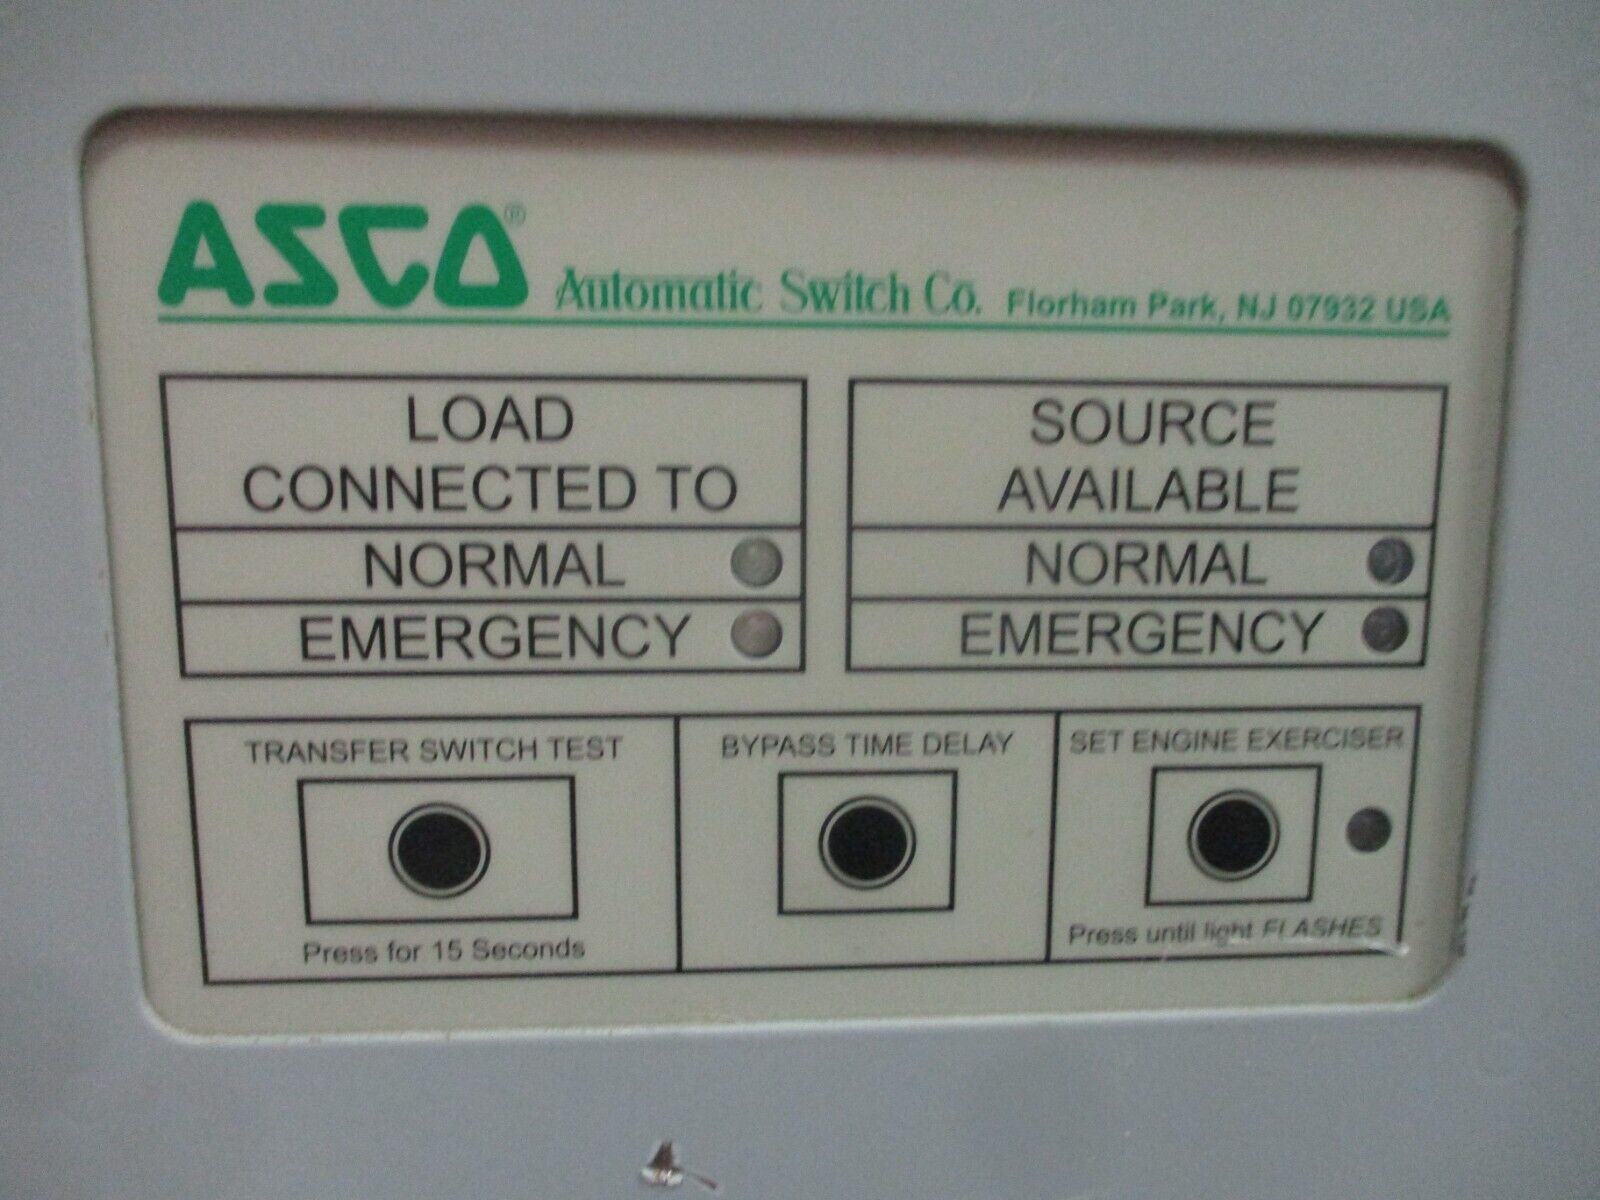 ASCO®
Automatic Switch Co. Florham Park, NJ 07932 USA
LOAD
CONNECTED TO
NORMAL
EMERGENCY
SOURCE
AVAILABLE
NORMAL
EMERGENCY
TRANSFER SWITCH TEST
Press for 15 Seconds
BYPASS TIME DELAY
SET ENGINE EXERCISER
Press until light FLASHES